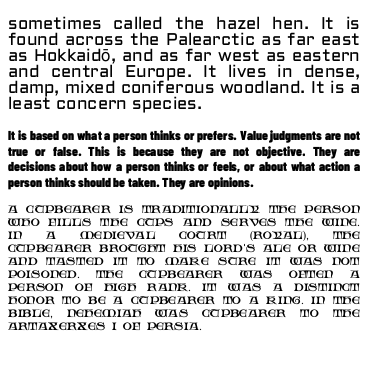 sometimes called the hazel hen. It is
found across the Palearctic as far east
as Hokkaidō, and as far west as eastern
and central Europe. It lives in dense,
damp, mixed coniferous woodland. It is a
least concern species.
It is based on what a person thinks or prefers. Value judgments are not
true or false. This is because they are not objective. They are
decisions about how a person thinks or feels, or about what action a
person thinks should be taken. They are opinions.
A cupbearer is traditionally the person
who fills the cups and serves the wine.
In a medieval court (royal), the
cupbearer brought his lord's ale or wine
and tasted it to make sure it was not
poisoned. The cupbearer was often a
person of high rank. It was a distinct
honor to be a cupbearer to a king. In the
Bible, Nehemiah was cupbearer to the
Artaxerxes I of Persia.